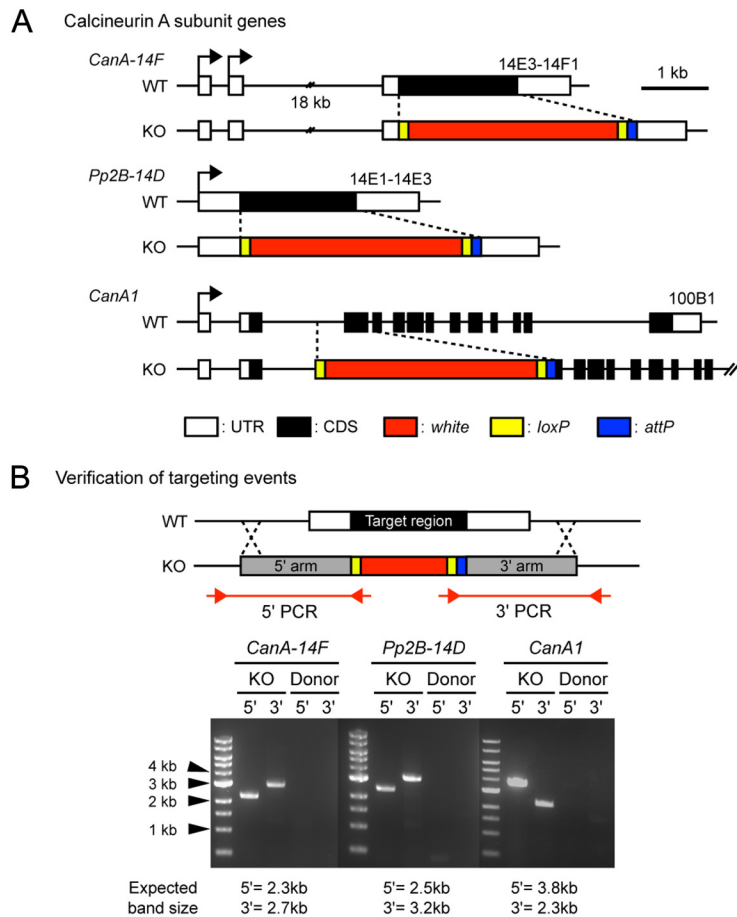 A Calcineurin A subunit genes
CanA-14F
14E3-14F1
1 kb
WT
18 kb
KO
Pp2B-14D
14E1-14E3
WT
KO
CanA1
100B1
WT
KO
: UTR : CDS : white : loxP : attP
B Verification of targeting events
WT Target region
KO 5' arm 3' arm
5' PCR 3' PCR
CanA-14F Pp2B-14D CanA1
KO Donor KO Donor KO Donor
5' 3' 5' 3' 5' 3' 5' 3' 5' 3' 5' 3'
4 kb
3 kb
2 kb
1 kb
Expected 5'= 2.3kb 5'= 2.5kb 5'= 3.8kb
band size 3'= 2.7kb 3'= 3.2kb 3'= 2.3kb